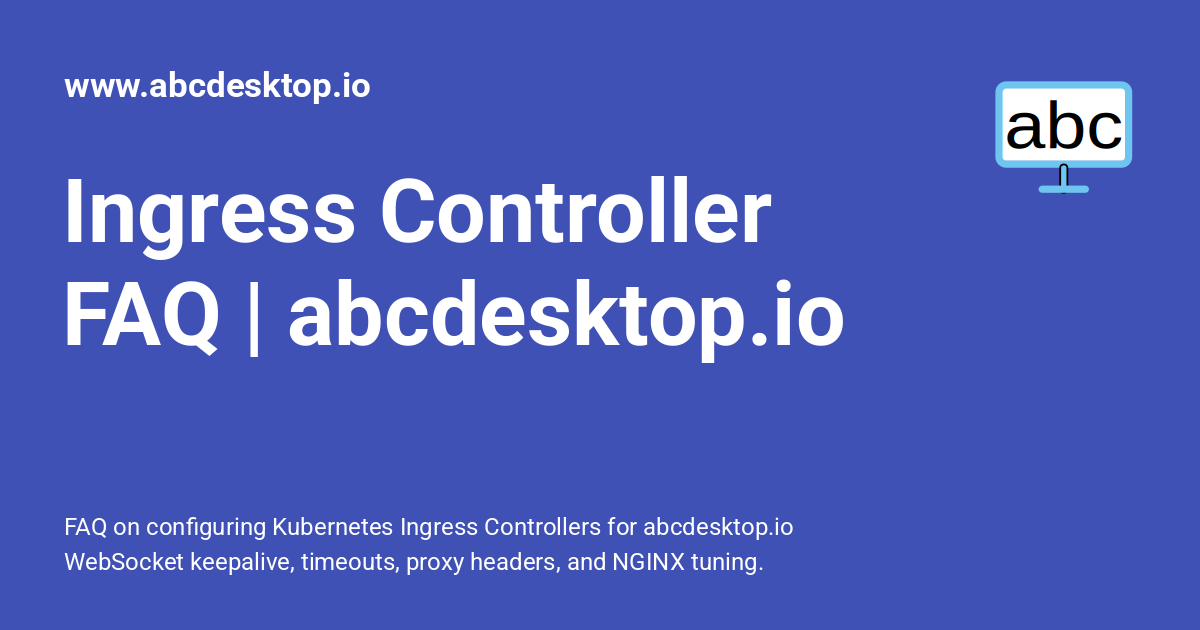 www.abcdesktop.io
abc
Ingress Controller
FAQ | abcdesktop.io
FAQ on configuring Kubernetes Ingress Controllers for abcdesktop.io
WebSocket keepalive, timeouts, proxy headers, and NGINX tuning.